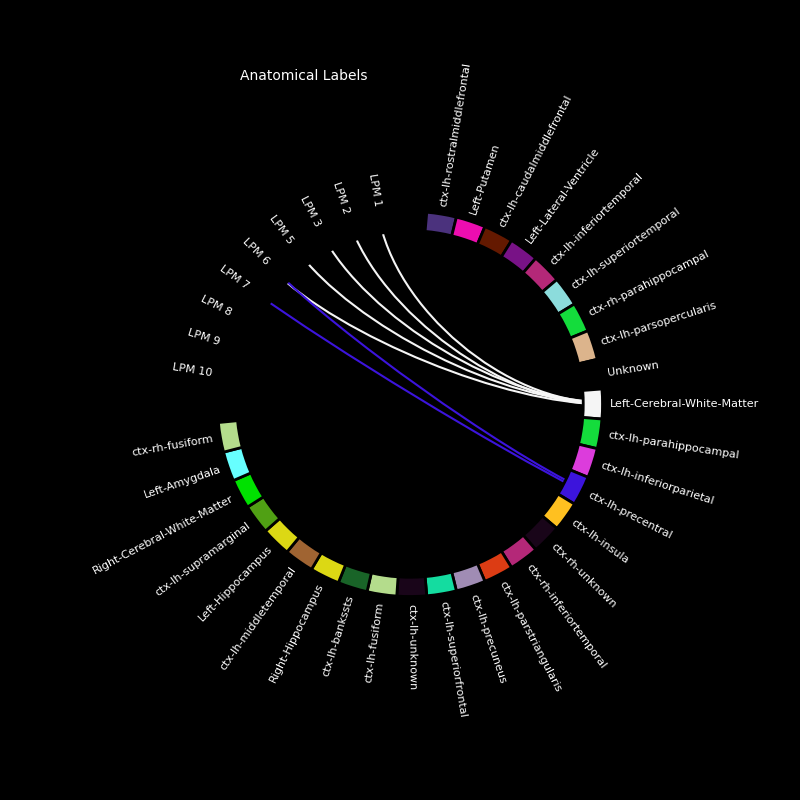 Anatomical Labels
ctx-lh-rostralmiddlefrontal
Left-Putamen
ctx-lh-caudalmiddlefrontal
Left-Lateral-Ventricle
ctx-lh-inferiortemporal
ctx-lh-superiortemporal
ctx-rh-parahippocampal
ctx-lh-parsopercularis
Unknown
Left-Cerebral-White-Matter
ctx-lh-parahippocampal
ctx-lh-inferiorparietal
ctx-lh-precentral
ctx-lh-insula
ctx-rh-unknown
ctx-rh-inferiortemporal
ctx-lh-parstriangularis
ctx-lh-precuneus
ctx-lh-superiorfrontal
ctx-lh-unknown
ctx-lh-fusiform
ctx-lh-bankssts
Right-Hippocampus
ctx-lh-middletemporal
Left-Hippocampus
ctx-lh-supramarginal
Right-Cerebral-White-Matter
Left-Amygdala
ctx-rh-fusiform
LPM 10
LPM 9
LPM 8
LPM 7
LPM 6
LPM 5
LPM 3
LPM 2
LPM 1